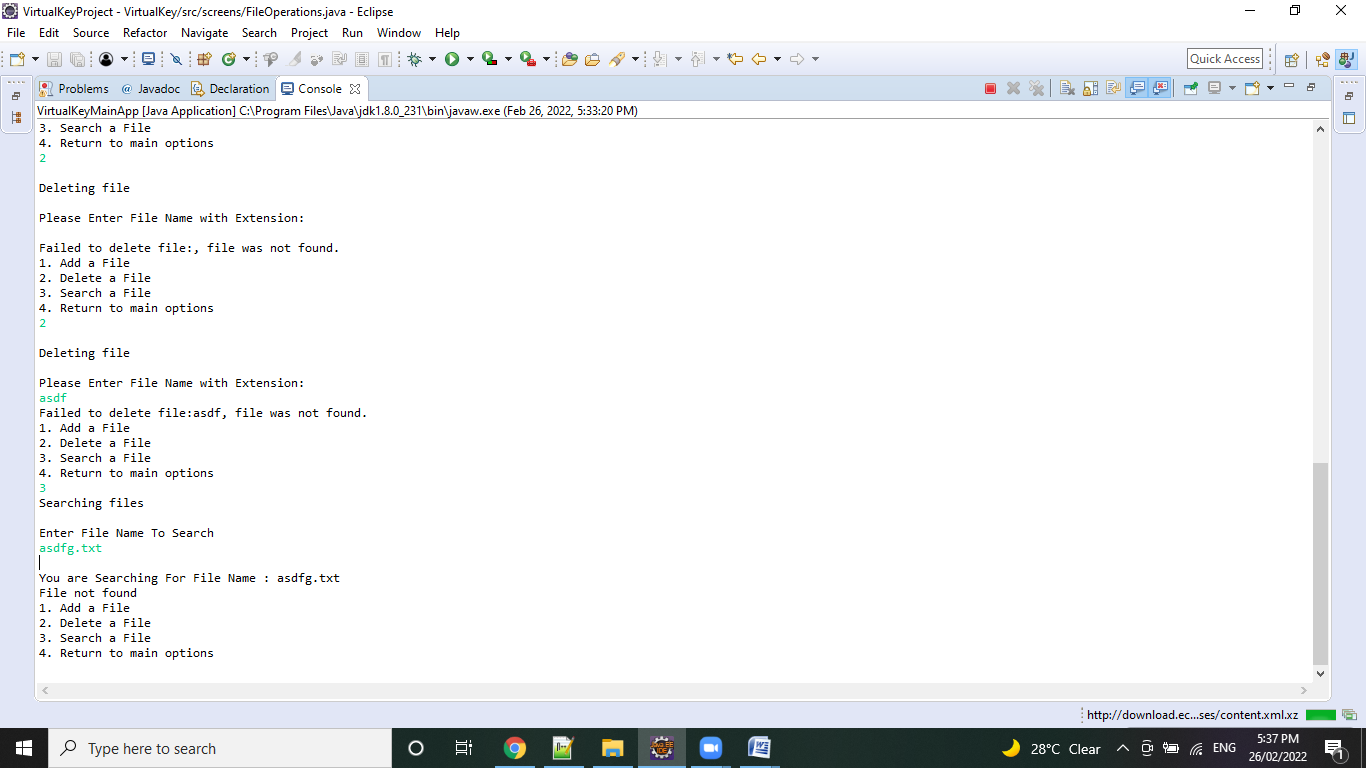 VirtualKeyProject - VirtualKey/src/screens/FileOperations.java - Eclipse
File Edit Source Refactor Navigate Search Project Run Window Help
Quick Access
Problems @ Javadoc Declaration Console
VirtualKeyMainApp [Java Application] C:\Program Files\Java\jdk1.8.0_231\bin\javaw.exe (Feb 26, 2022, 5:33:20 PM)
3. Search a File
4. Return to main options
2
Deleting file
Please Enter File Name with Extension:
Failed to delete file:, file was not found.
1. Add a File
2. Delete a File
3. Search a File
4. Return to main options
2
Deleting file
Please Enter File Name with Extension:
asdf
Failed to delete file:asdf, file was not found.
1. Add a File
2. Delete a File
3. Search a File
4. Return to main options
3
Searching files
Enter File Name To Search
asdfg.txt
You are Searching For File Name : asdfg.txt
File not found
1. Add a File
2. Delete a File
3. Search a File
4. Return to main options
http://download.ec...ses/content.xml.xz
Type here to search
28°C Clear
ENG
5:37 PM
26/02/2022
1